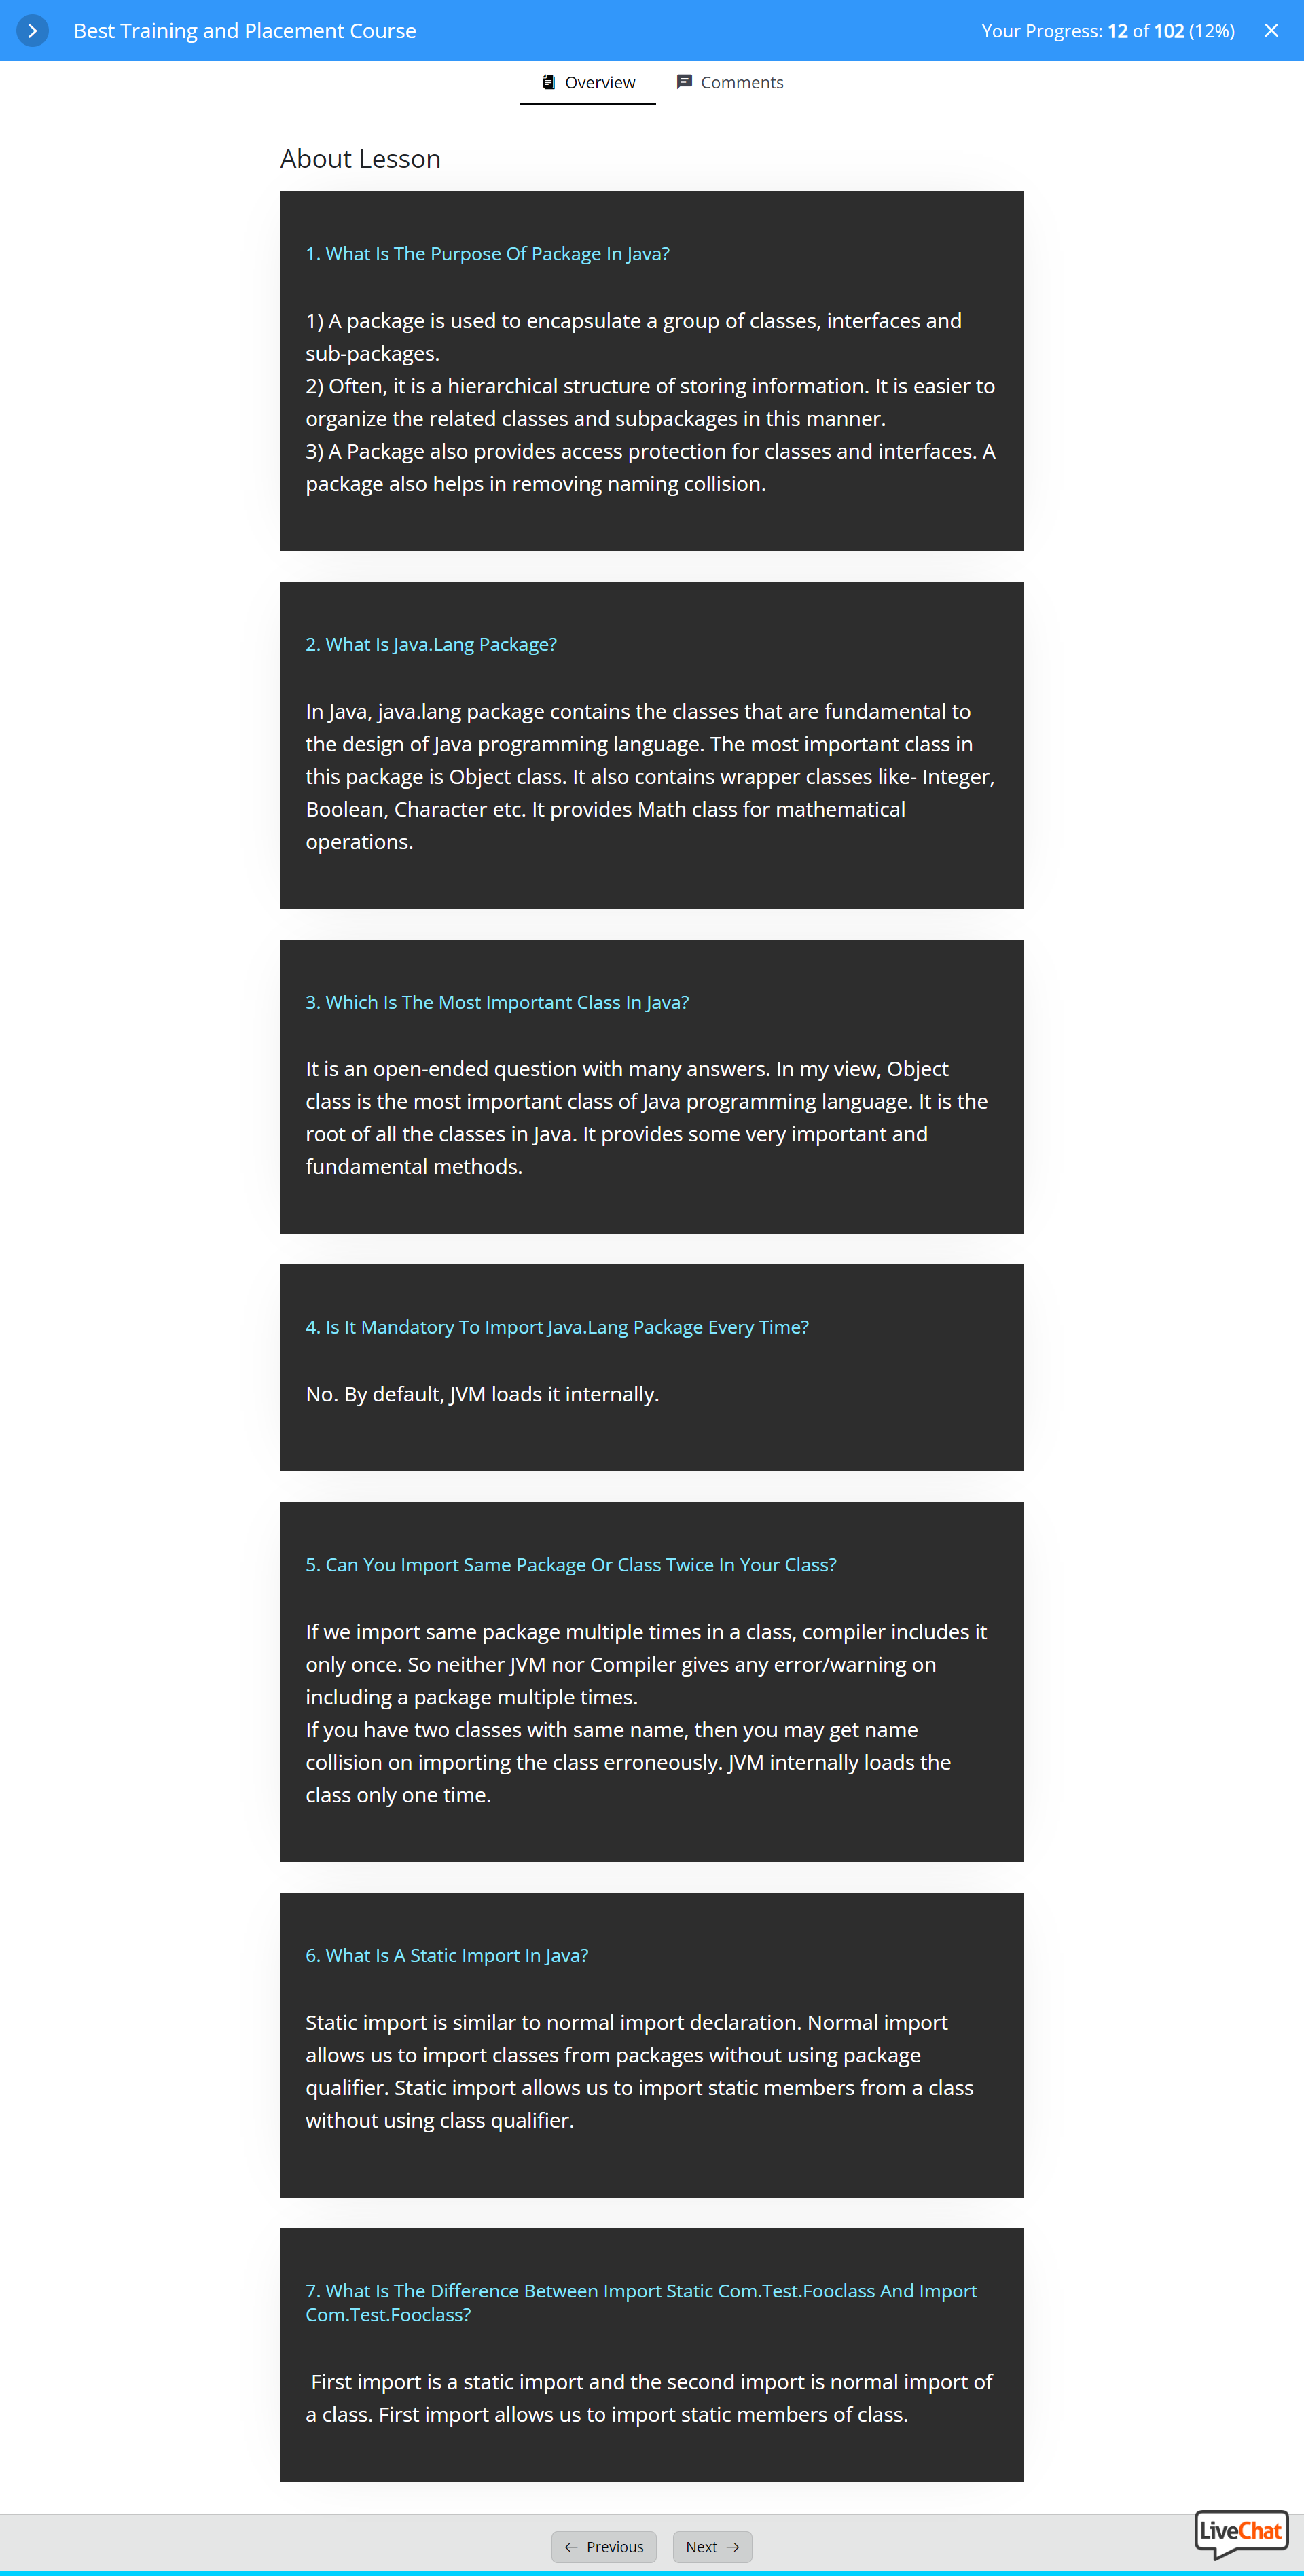 Best Training and Placement Course
Your Progress: 12 of 102 (12%)
Overview
Comments
About Lesson
1. What Is The Purpose Of Package In Java?
1) A package is used to encapsulate a group of classes, interfaces and
sub-packages.
2) Often, it is a hierarchical structure of storing information. It is easier to
organize the related classes and subpackages in this manner.
3) A Package also provides access protection for classes and interfaces. A
package also helps in removing naming collision.
2. What Is Java.Lang Package?
In Java, java.lang package contains the classes that are fundamental to
the design of Java programming language. The most important class in
this package is Object class. It also contains wrapper classes like- Integer,
Boolean, Character etc. It provides Math class for mathematical
operations.
3. Which Is The Most Important Class In Java?
It is an open-ended question with many answers. In my view, Object
class is the most important class of Java programming language. It is the
root of all the classes in Java. It provides some very important and
fundamental methods.
4. Is It Mandatory To Import Java.Lang Package Every Time?
No. By default, JVM loads it internally.
5. Can You Import Same Package Or Class Twice In Your Class?
If we import same package multiple times in a class, compiler includes it
only once. So neither JVM nor Compiler gives any error/warning on
including a package multiple times.
If you have two classes with same name, then you may get name
collision on importing the class erroneously. JVM internally loads the
class only one time.
6. What Is A Static Import In Java?
Static import is similar to normal import declaration. Normal import
allows us to import classes from packages without using package
qualifier. Static import allows us to import static members from a class
without using class qualifier.
7. What Is The Difference Between Import Static Com.Test.Fooclass And Import
Com.Test.Fooclass?
First import is a static import and the second import is normal import of
a class. First import allows us to import static members of class.
Previous
Next
LiveChat